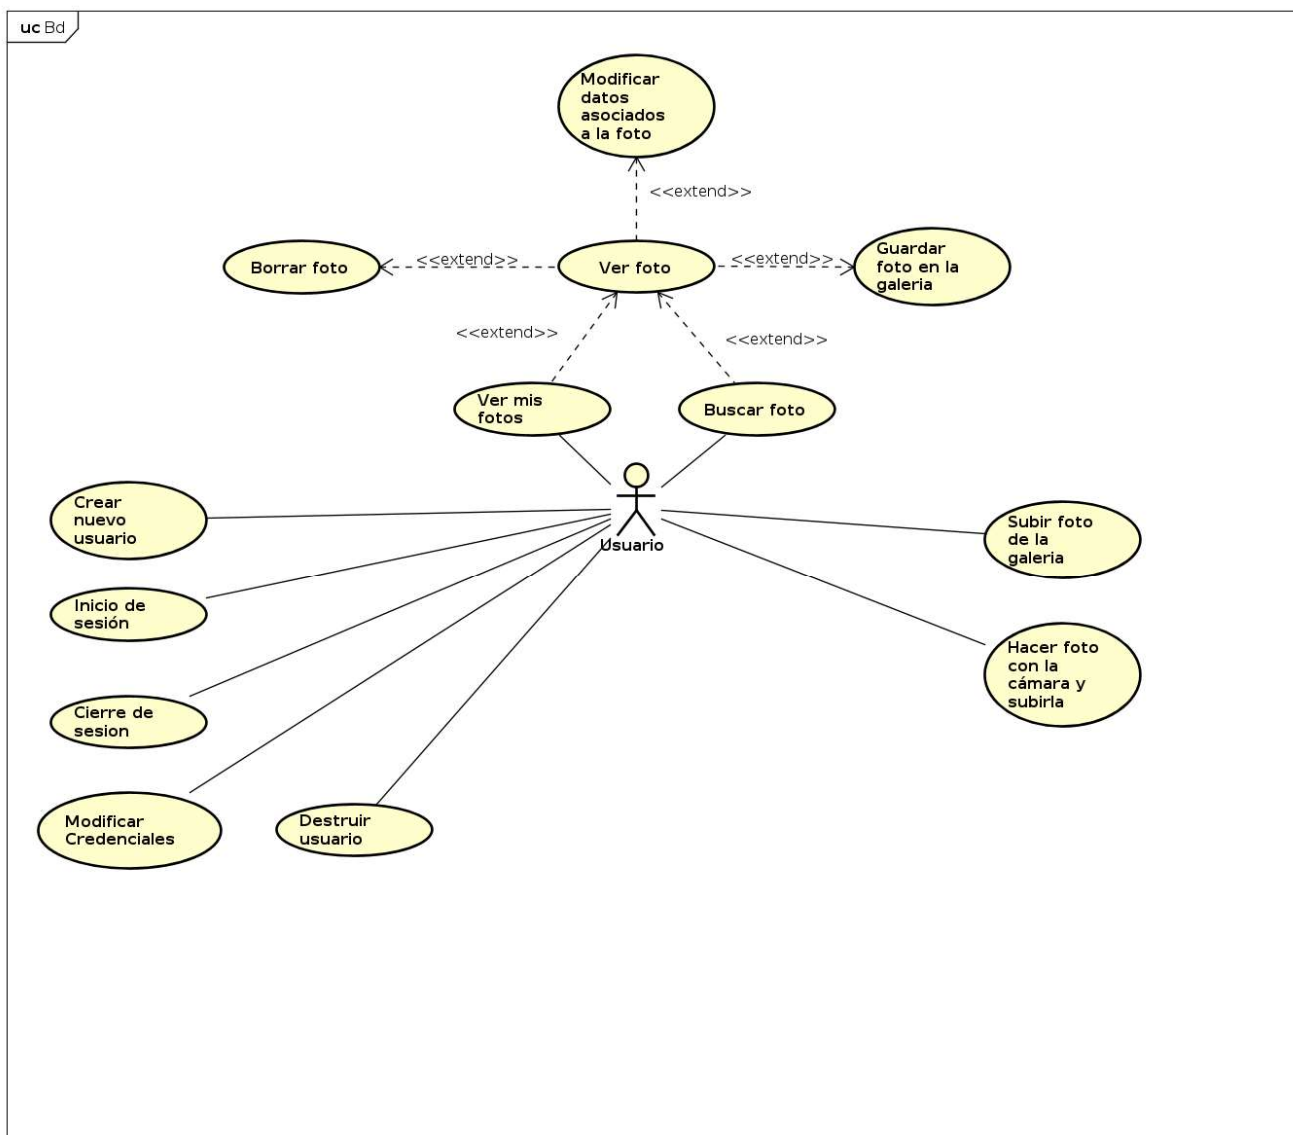 uc Bd
Modificar
datos
asociados
a la foto
<<extend>>
Borrar foto
<<extend>>
Ver foto
<<extend>>
Guardar
foto en la
galeria
<<extend>>
<<extend>>
Ver mis
fotos
Buscar foto
Crear
nuevo
usuario
Usuario
Subir foto
de la
galeria
Inicio de
sesión
Hacer foto
con la
cámara y
subirla
Cierre de
sesion
Modificar
Credenciales
Destruir
usuario